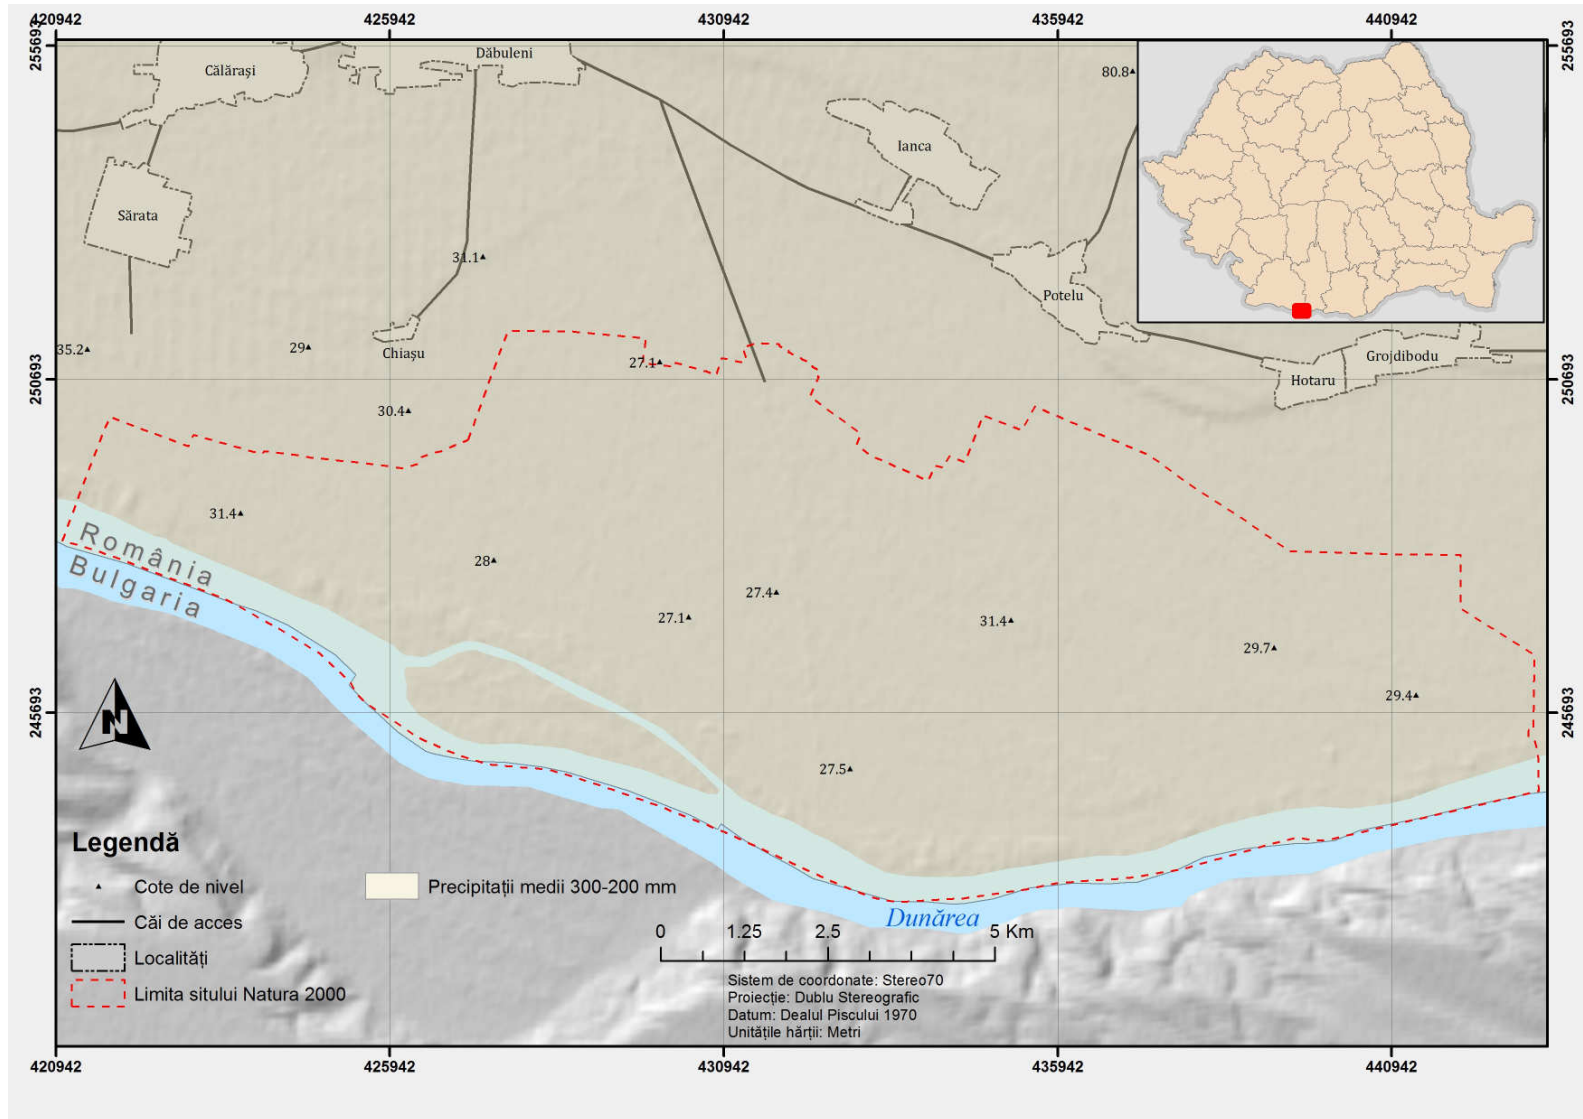 420942 425942 430942 435942 440942
255693 255693
Dăbuleni
Călărași
80.8
Ianca
Sărata
31.1
Potelu
35.2
29
Chiașu
27.1
Grojdibodu
Hotaru
250693 250693
30.4
31.4
România
Bulgaria
28
27.4
27.1
31.4
29.7
29.4
245693 245693
N
27.5
Legendă
Cote de nivel
Căi de acces
Localități
Limita sitului Natura 2000
Precipitații medii 300-200 mm
Dunărea
0 1.25 2.5 5 Km
Sistem de coordonate: Stereo70
Proiecție: Dublu Stereografic
Datum: Dealul Piscului 1970
Unitățile hărții: Metri
420942 425942 430942 435942 440942